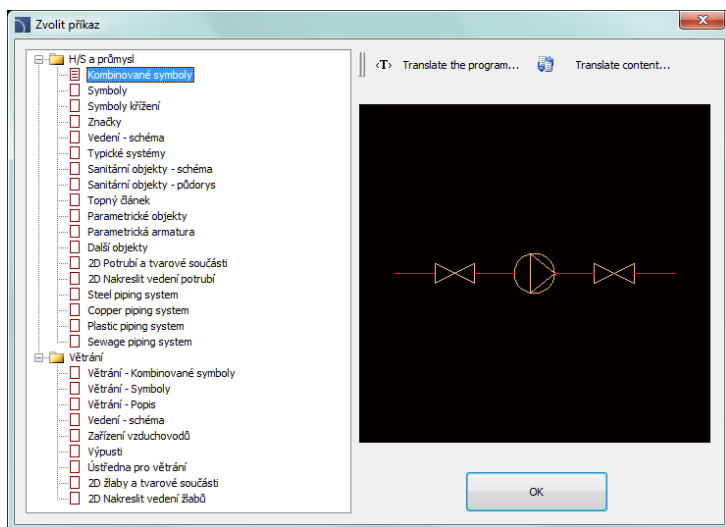 Zvolit příkaz
H/S a průmysl
Kombinované symboly
Symboly
Symboly křížení
Značky
Vedení - schéma
Typické systémy
Sanitární objekty - schéma
Sanitární objekty - půdorys
Topný článek
Parametrické objekty
Parametrická armatura
Další objekty
2D Potrubí a tvarové součásti
2D Nakreslit vedení potrubí
Steel piping system
Copper piping system
Plastic piping system
Sewage piping system
Větrání
Větrání - Kombinované symboly
Větrání - Symboly
Větrání - Popis
Vedení - schéma
Zařízení vzduchovodů
Výpusti
Ústředna pro větrání
2D žlaby a tvarové součásti
2D Nakreslit vedení žlabů
<T> Translate the program... Translate content...
OK